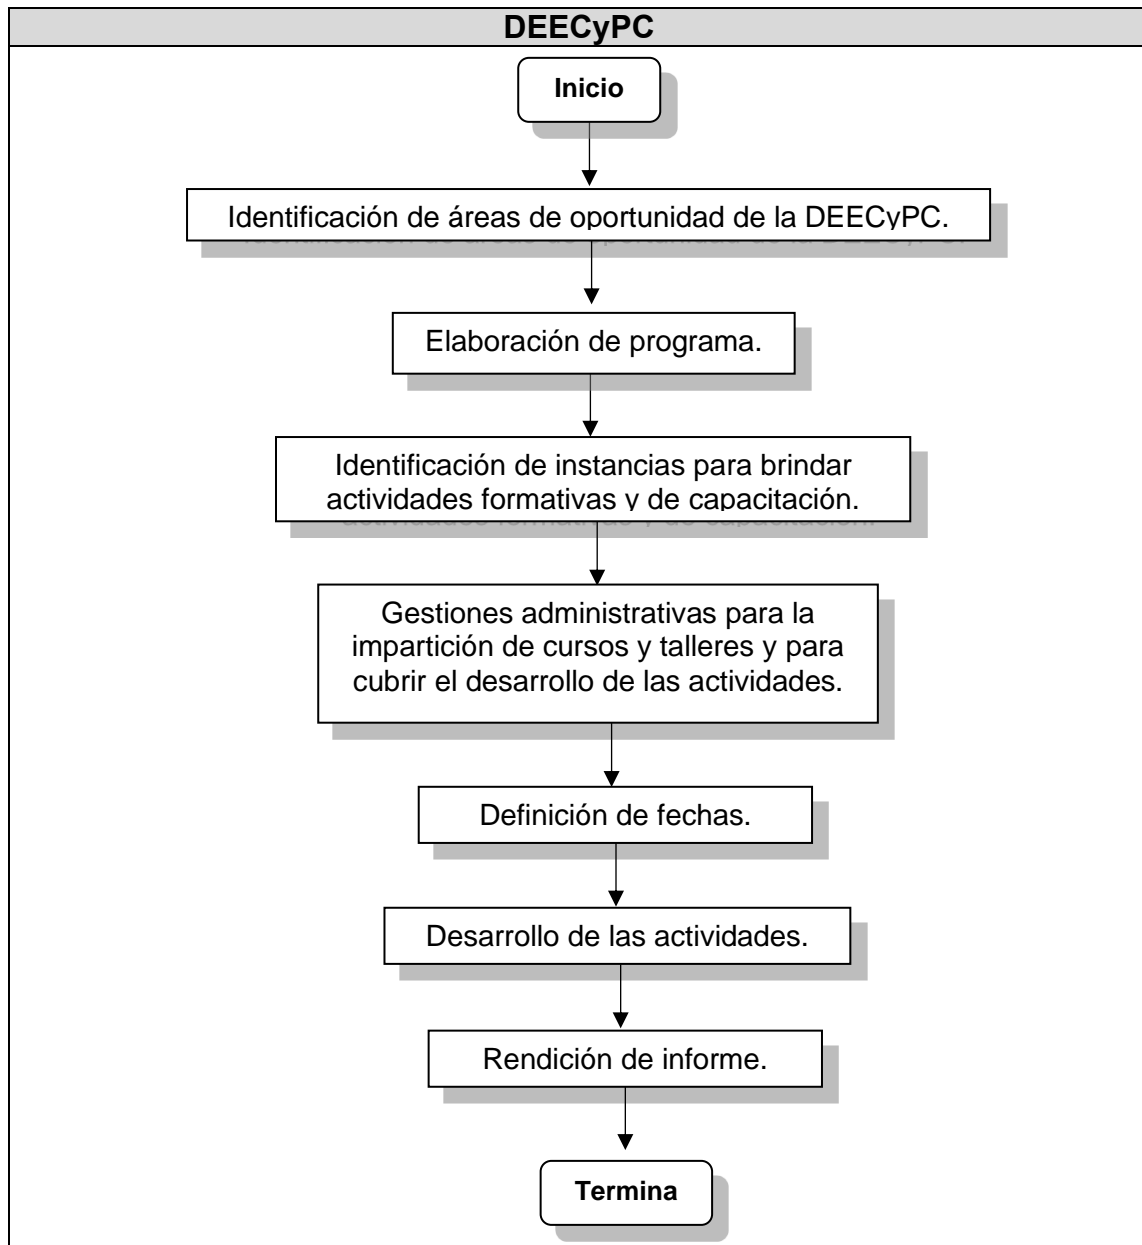 DEECyPC
Inicio
Identificación de áreas de oportunidad de la DEECyPC.
Elaboración de programa.
Identificación de instancias para brindar
actividades formativas y de capacitación.
Gestiones administrativas para la
impartición de cursos y talleres y para
cubrir el desarrollo de las actividades.
Definición de fechas.
Desarrollo de las actividades.
Rendición de informe.
Termina